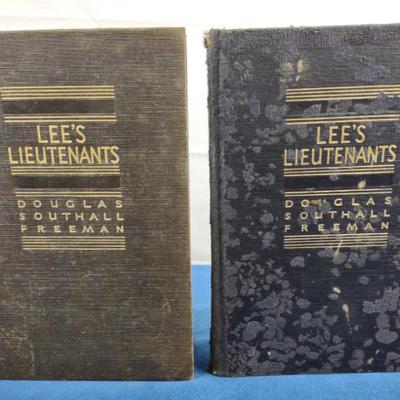 LEE'S
LIEUTENANTS
DOUGLAS
SOUTHALL
FREEMAN
LEE'S
LIEUTENANTS
DOUGLAS
SOUTHALL
FREEMAN